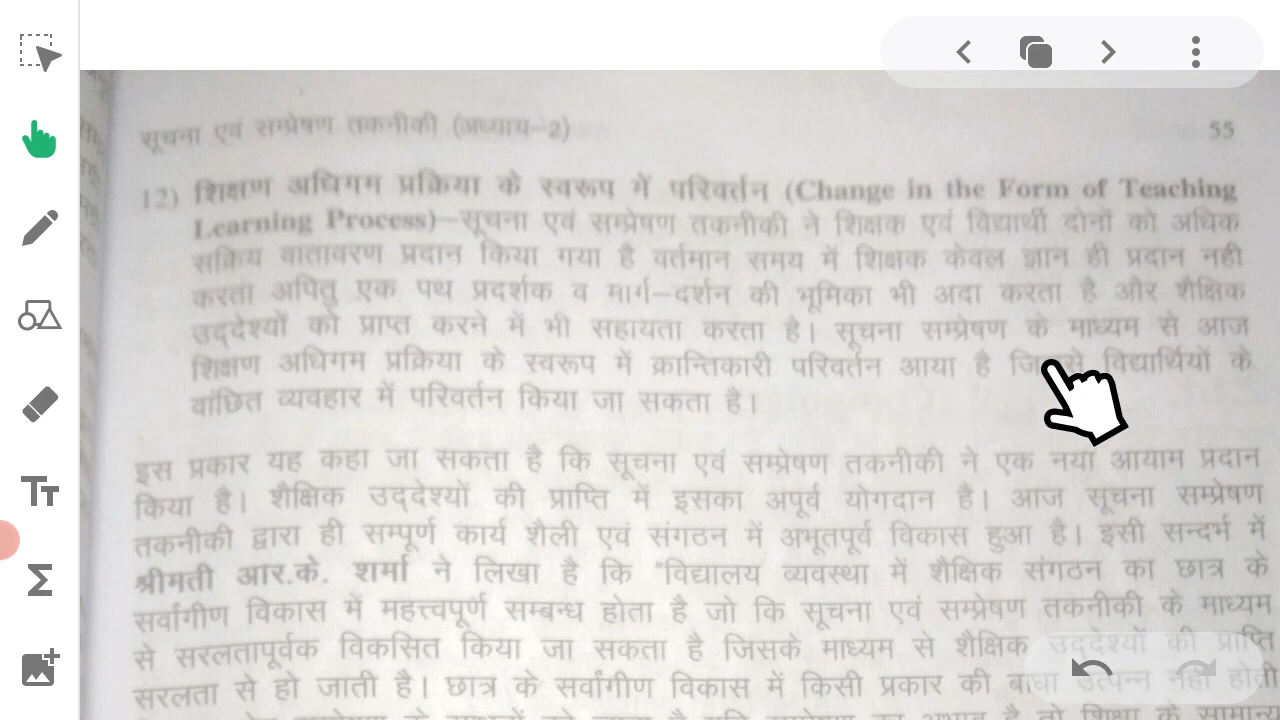 सूचना एवं सम्प्रेषण तकनीकी (अध्याय–2) 55
12) शिक्षण अधिगम प्रक्रिया के स्वरूप में परिवर्तन (Change in the Form of Teaching
Learning Process)–सूचना एवं सम्प्रेषण तकनीकी ने शिक्षक एवं विद्यार्थी दोनों को अधिक
सक्रिय वातावरण प्रदान किया गया है वर्तमान समय में शिक्षक केवल ज्ञान ही प्रदान नही
करता अपितु एक पथ प्रदर्शक व मार्ग–दर्शन की भूमिका भी अदा करता है और शैक्षिक
उद्देश्यों को प्राप्त करने में भी सहायता करता है। सूचना सम्प्रेषण के माध्यम से आज
शिक्षण अधिगम प्रक्रिया के स्वरूप में क्रान्तिकारी परिवर्तन आया है विद्यार्थियों के
वांछित व्यवहार में परिवर्तन किया जा सकता है।
इस प्रकार यह कहा जा सकता है कि सूचना एवं सम्प्रेषण तकनीकी ने एक नया आयाम प्रदान
किया है। शैक्षिक उद्देश्यों की प्राप्ति में इसका अपूर्व योगदान है। आज सूचना सम्प्रेषण
तकनीकी द्वारा ही सम्पूर्ण कार्य शैली एवं संगठन में अभूतपूर्व विकास हुआ है। इसी सन्दर्भ में
श्रीमती आर.के. शर्मा ने लिखा है कि "विद्यालय व्यवस्था में शैक्षिक संगठन का छात्र के
सर्वांगीण विकास में महत्त्वपूर्ण सम्बन्ध होता है जो कि सूचना एवं सम्प्रेषण तकनीकी के माध्यम
से सरलतापूर्वक विकसित किया जा सकता है जिसके माध्यम से शैक्षिक उद्देश्यों की प्राप्ति
सरलता से हो जाती है। छात्र के सर्वांगीण विकास में किसी प्रकार की बाधा उत्पन्न नहीं होती